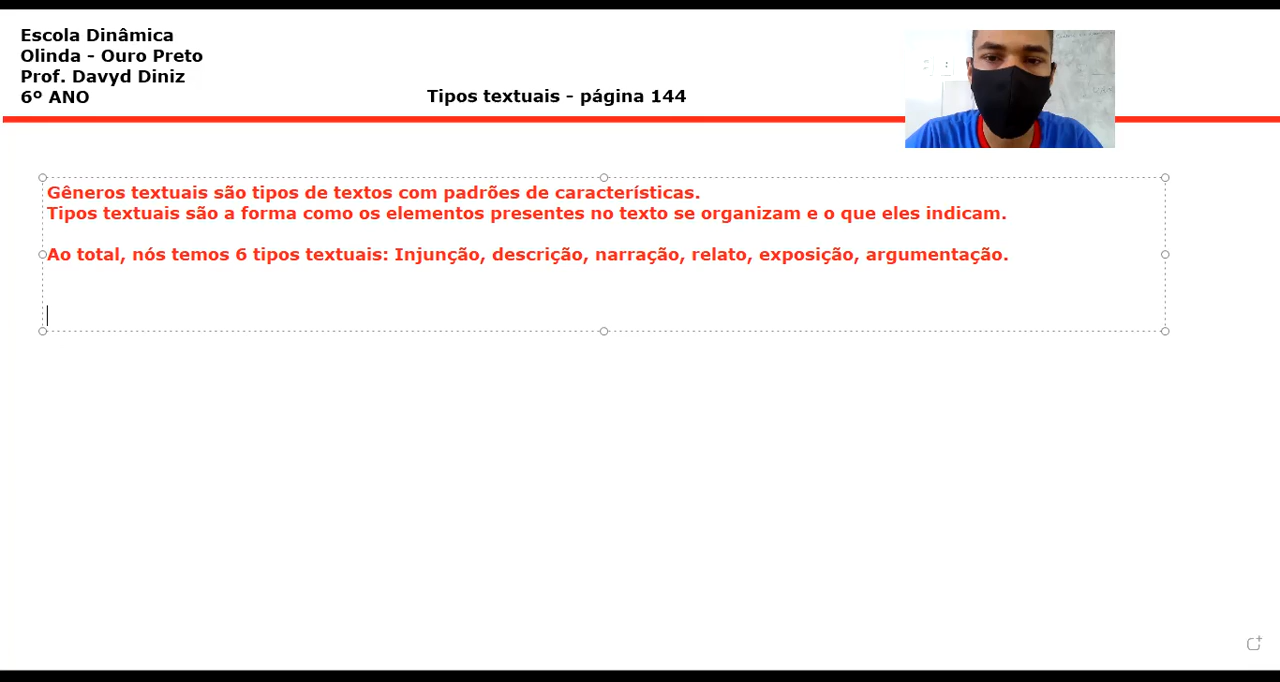 Escola Dinâmica
Olinda - Ouro Preto
Prof. Davyd Diniz
6º ANO
Tipos textuais - página 144
Gêneros textuais são tipos de textos com padrões de características.
Tipos textuais são a forma como os elementos presentes no texto se organizam e o que eles indicam.
Ao total, nós temos 6 tipos textuais: Injunção, descrição, narração, relato, exposição, argumentação.